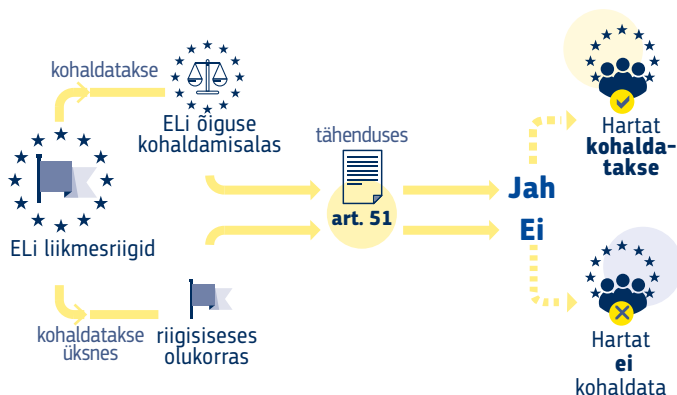 kohaldatakse
ELi õiguse
kohaldamisalas
ELi liikmesriigid
kohaldatakse
üksnes
riigisiseses
olukorras
tähenduses
art. 51
Jah
Ei
Hartat
kohalda-
takse
Hartat
ei
kohaldata